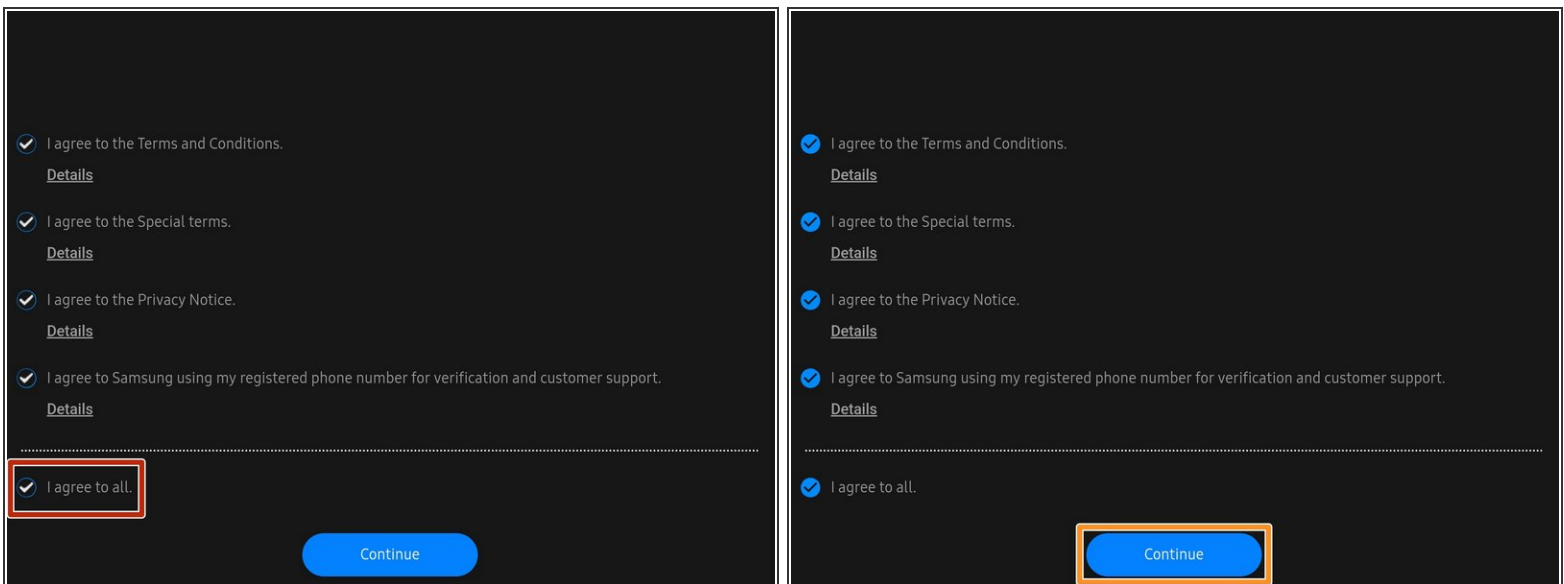 I agree to the Terms and Conditions.
Details
I agree to the Special terms.
Details
I agree to the Privacy Notice.
Details
I agree to Samsung using my registered phone number for verification and customer support.
Details
I agree to all.
Continue
I agree to the Terms and Conditions.
Details
I agree to the Special terms.
Details
I agree to the Privacy Notice.
Details
I agree to Samsung using my registered phone number for verification and customer support.
Details
I agree to all.
Continue